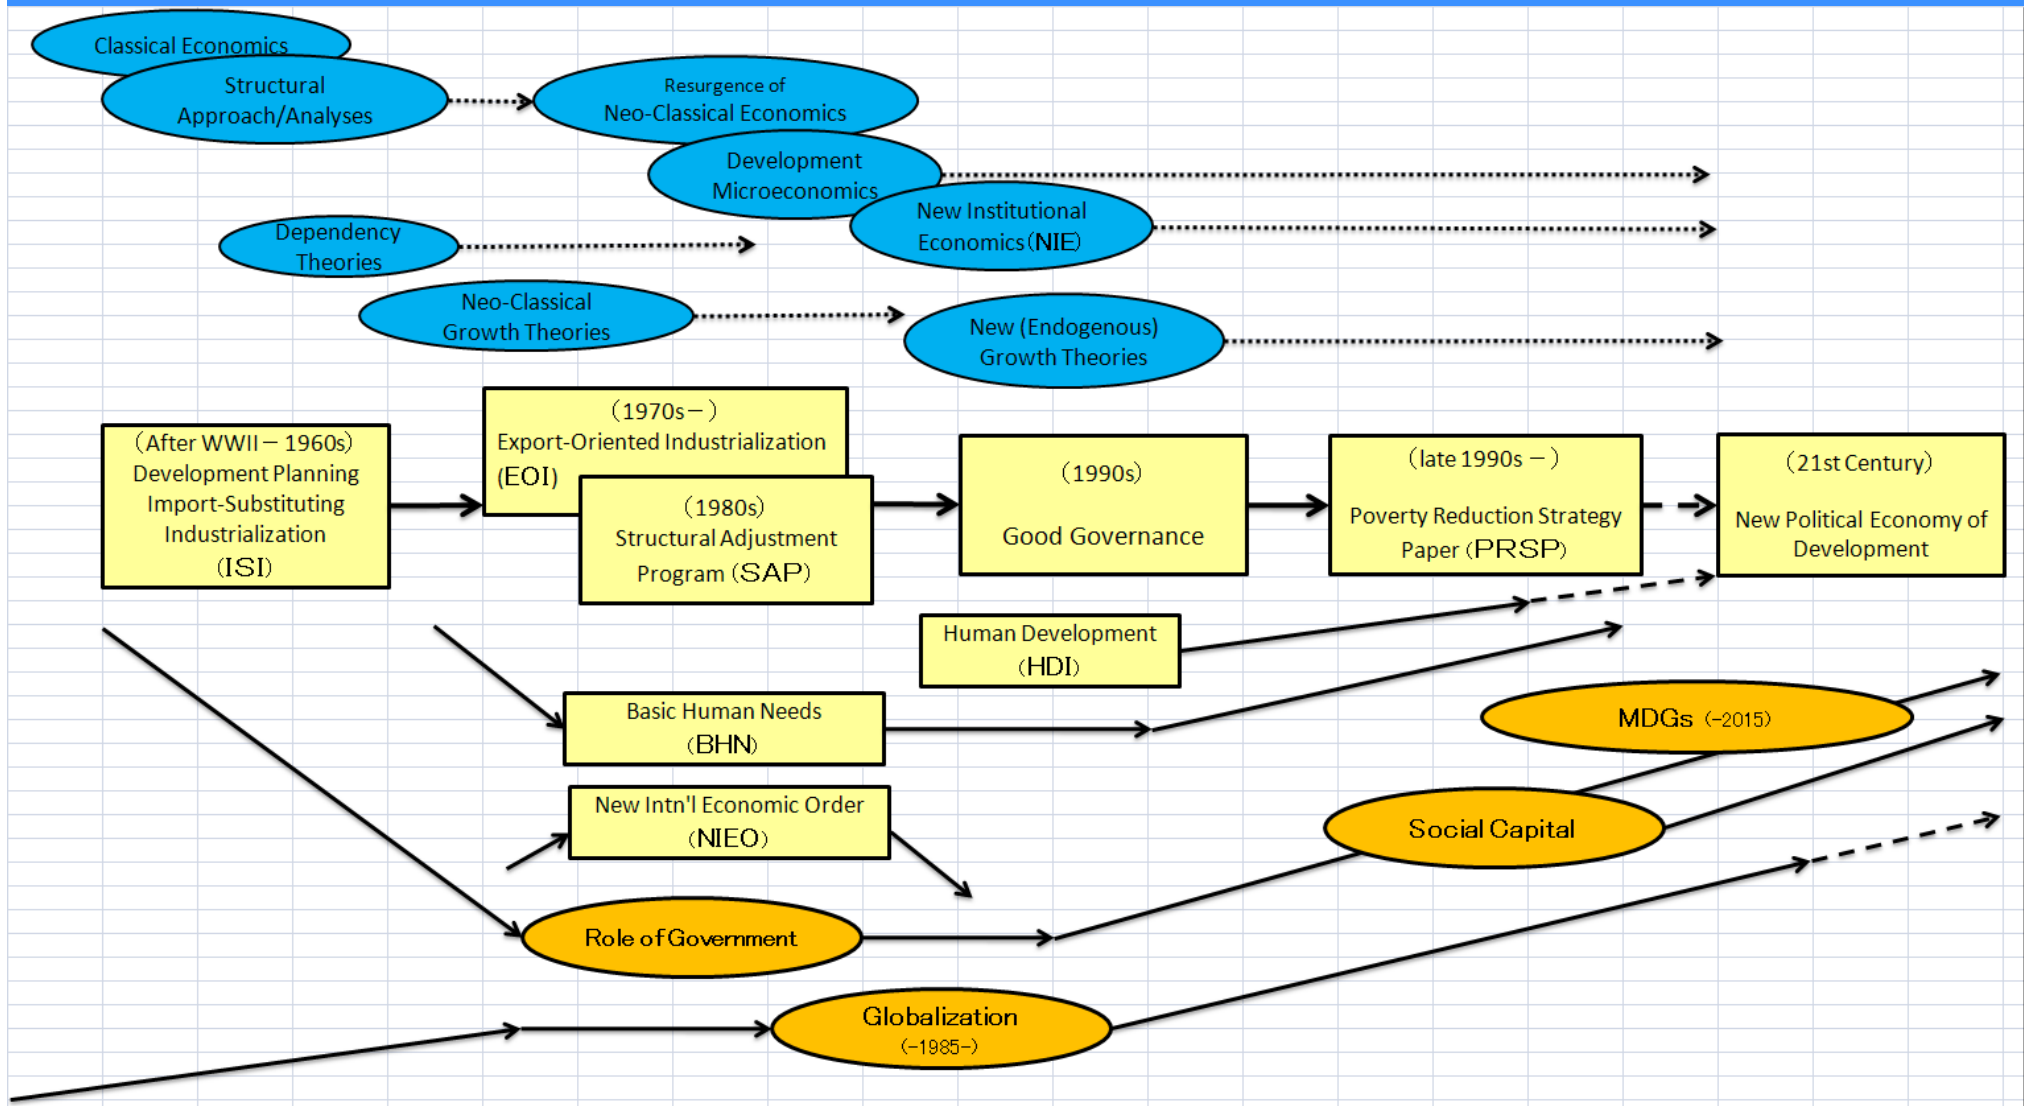 Classical Economics
Structural
Approach/Analyses
Resurgence of
Neo-Classical Economics
Development
Microeconomics
New Institutional
Economics(NIE)
Dependency
Theories
Neo-Classical
Growth Theories
New (Endogenous)
Growth Theories
(After WWII－1960s)
Development Planning
Import-Substituting
Industrialization
(ISI)
(1970s－)
Export-Oriented Industrialization
(EOI)
(1980s)
Structural Adjustment
Program (SAP)
(1990s)
Good Governance
(late 1990s －)
Poverty Reduction Strategy
Paper (PRSP)
(21st Century)
New Political Economy of
Development
Human Development
(HDI)
Basic Human Needs
(BHN)
New Intn'l Economic Order
(NIEO)
MDGs (-2015)
Social Capital
Role of Government
Globalization
(-1985-)